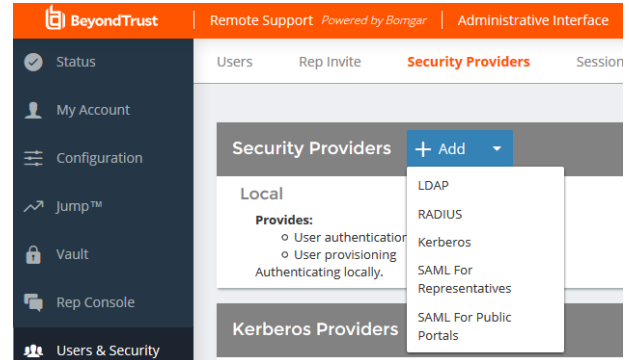 BeyondTrust
Remote Support Powered by Bomgar
Administrative Interface
Status
My Account
Configuration
Jump™
Vault
Rep Console
Users & Security
Users
Rep Invite
Security Providers
Session
Security Providers
+ Add
LDAP
RADIUS
Kerberos
SAML For
Representatives
SAML For Public
Portals
Local
Provides:
User authentication
User provisioning
Authenticating locally.
Kerberos Providers